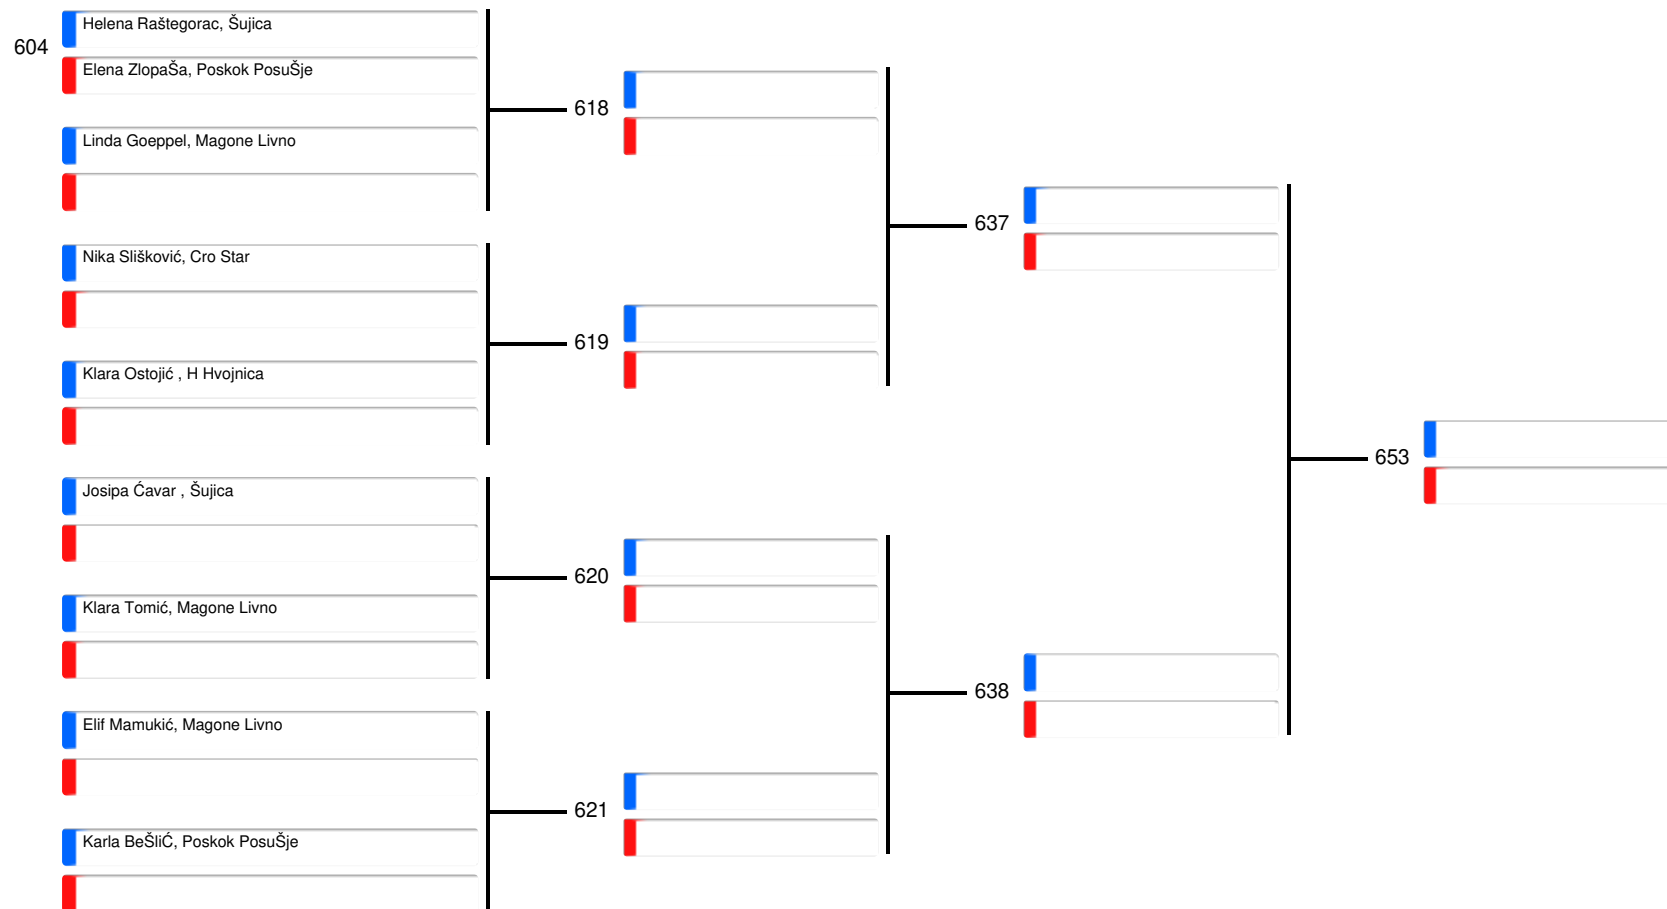 Helena Raštegorac, Šujica
604
Elena ZlopaŠa, Poskok PosuŠje
618
Linda Goeppel, Magone Livno
637
Nika Slišković, Cro Star
619
Klara Ostojić , H Hvojnica
653
Josipa Ćavar , Šujica
620
Klara Tomić, Magone Livno
638
Elif Mamukić, Magone Livno
621
Karla BeŠliĆ, Poskok PosuŠje